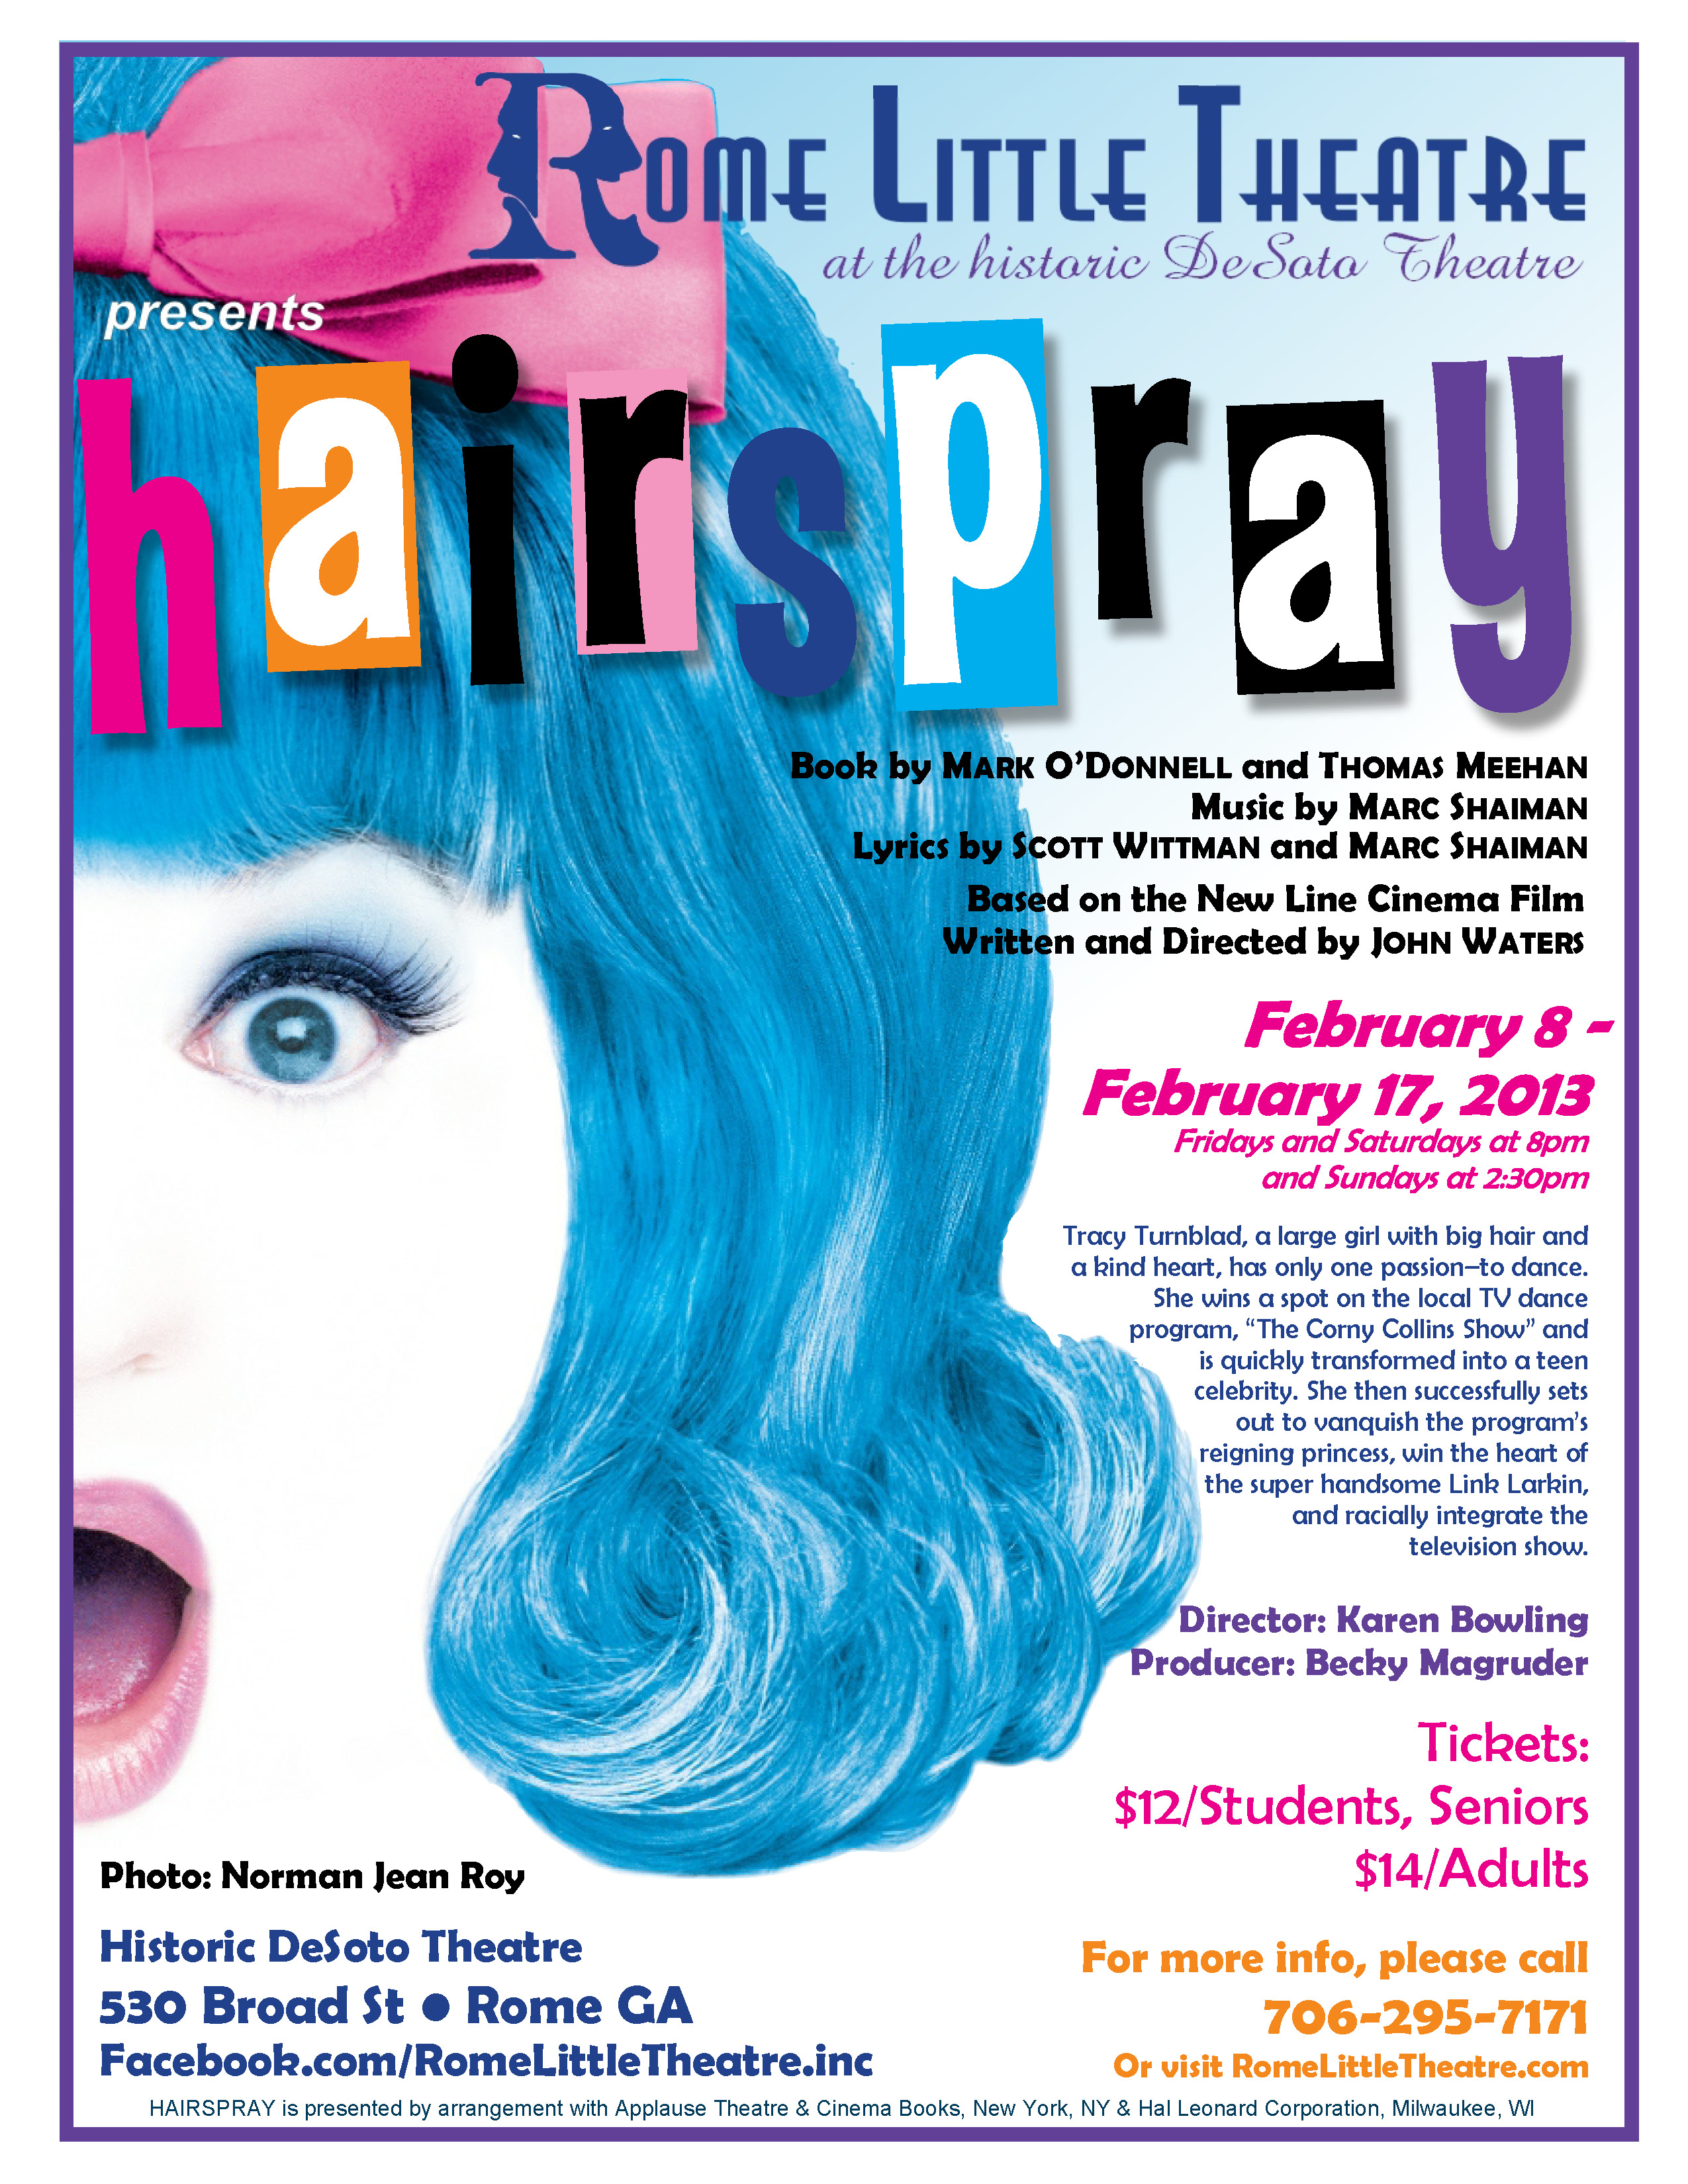 ROME LITTLE THEATRE
at the historic DeSoto Theatre
presents
hairspray
Book by MARK O'DONNELL and THOMAS MEEHAN
Music by MARC SHAIMAN
Lyrics by SCOTT WITTMAN and MARC SHAIMAN
Based on the New Line Cinema Film
Written and Directed by JOHN WATERS
February 8 -
February 17, 2013
Fridays and Saturdays at 8pm
and Sundays at 2:30pm
Tracy Turnblad, a large girl with big hair and
a kind heart, has only one passion–to dance.
She wins a spot on the local TV dance
program, “The Corny Collins Show” and
is quickly transformed into a teen
celebrity. She then successfully sets
out to vanquish the program’s
reigning princess, win the heart of
the super handsome Link Larkin,
and racially integrate the
television show.
Director: Karen Bowling
Producer: Becky Magruder
Tickets:
$12/Students, Seniors
$14/Adults
Photo: Norman Jean Roy
Historic DeSoto Theatre
530 Broad St ● Rome GA
Facebook.com/RomeLittleTheatre.inc
For more info, please call
706-295-7171
Or visit RomeLittleTheatre.com
HAIRSPRAY is presented by arrangement with Applause Theatre & Cinema Books, New York, NY & Hal Leonard Corporation, Milwaukee, WI